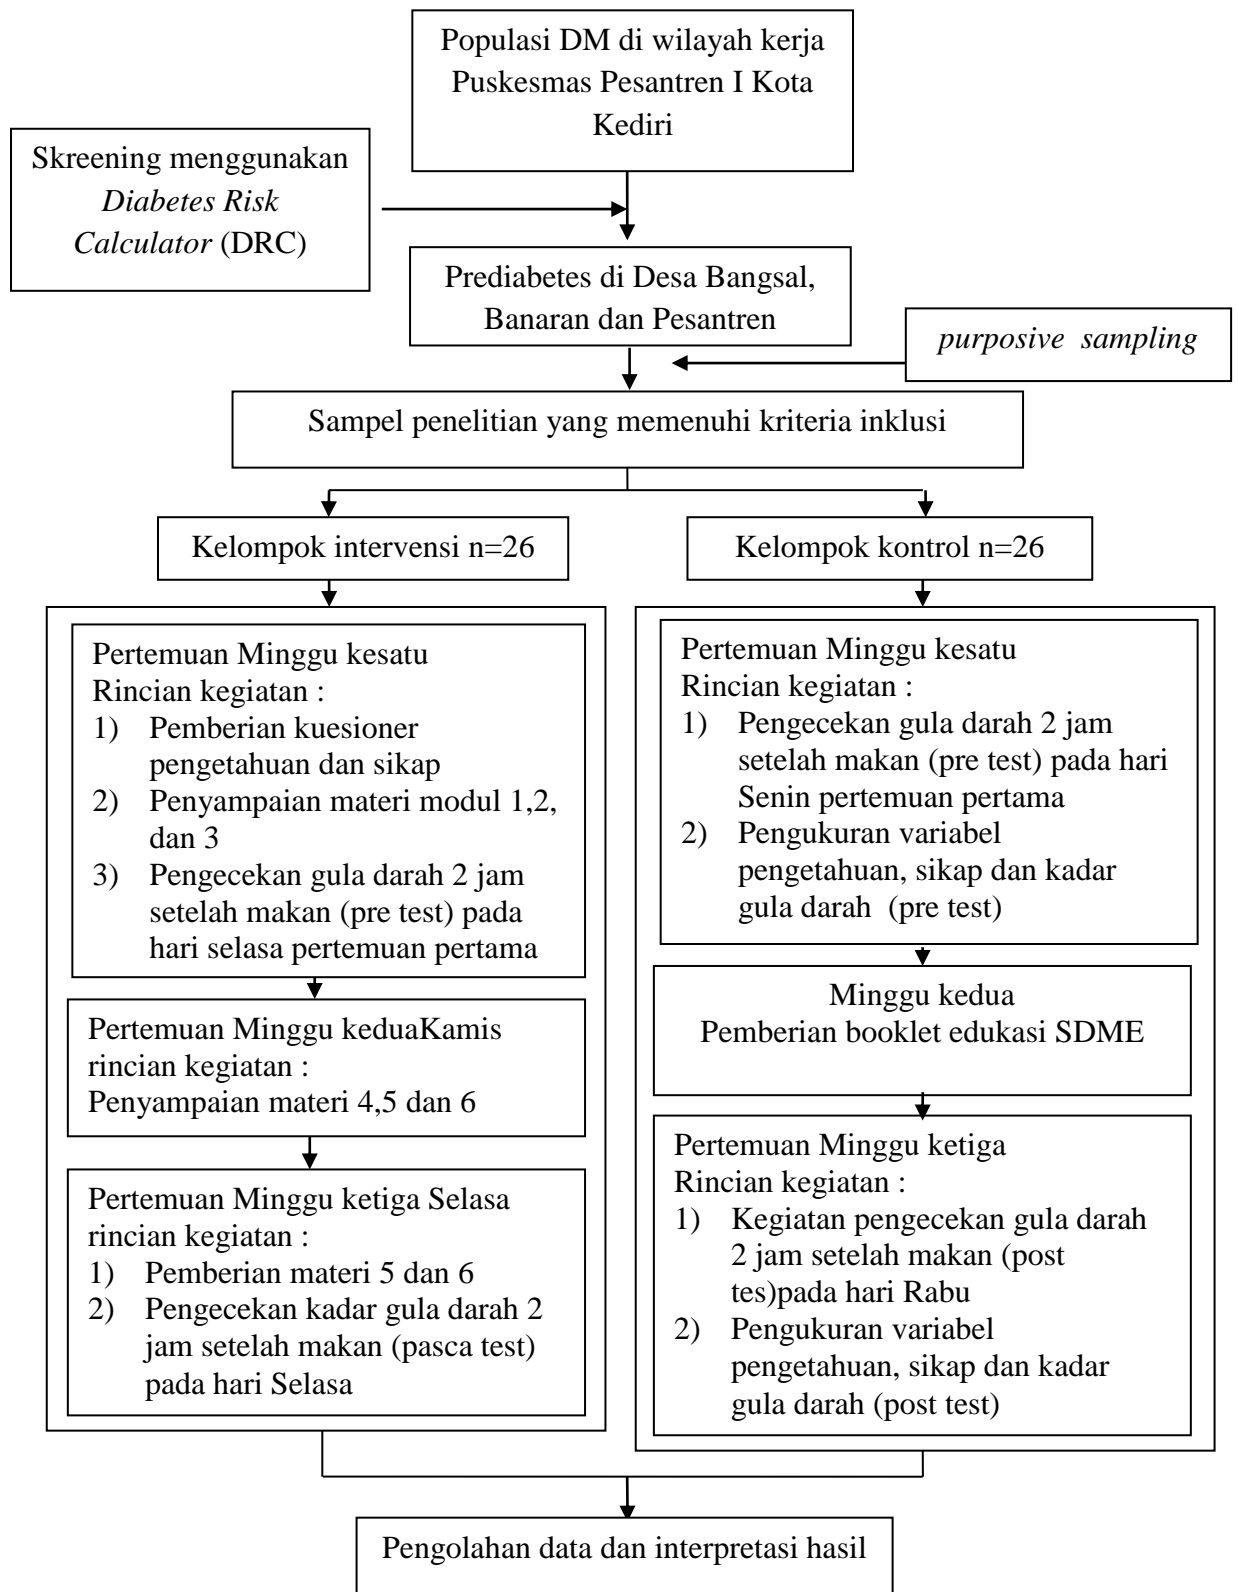 Populasi DM di wilayah kerja
Puskesmas Pesantren I Kota
Kediri
Skreening menggunakan
Diabetes Risk
Calculator (DRC)
Prediabetes di Desa Bangsal,
Banaran dan Pesantren
purposive sampling
Sampel penelitian yang memenuhi kriteria inklusi
Kelompok intervensi n=26
Kelompok kontrol n=26
Pertemuan Minggu kesatu
Rincian kegiatan :
1) Pemberian kuesioner
pengetahuan dan sikap
2) Penyampaian materi modul 1,2,
dan 3
3) Pengecekan gula darah 2 jam
setelah makan (pre test) pada
hari selasa pertemuan pertama
Pertemuan Minggu keduaKamis
rincian kegiatan :
Penyampaian materi 4,5 dan 6
Pertemuan Minggu ketiga Selasa
rincian kegiatan :
1) Pemberian materi 5 dan 6
2) Pengecekan kadar gula darah 2
jam setelah makan (pasca test)
pada hari Selasa
Pertemuan Minggu kesatu
Rincian kegiatan :
1) Pengecekan gula darah 2 jam
setelah makan (pre test) pada hari
Senin pertemuan pertama
2) Pengukuran variabel
pengetahuan, sikap dan kadar
gula darah (pre test)
Minggu kedua
Pemberian booklet edukasi SDME
Pertemuan Minggu ketiga
Rincian kegiatan :
1) Kegiatan pengecekan gula darah
2 jam setelah makan (post
tes)pada hari Rabu
2) Pengukuran variabel
pengetahuan, sikap dan kadar
gula darah (post test)
Pengolahan data dan interpretasi hasil